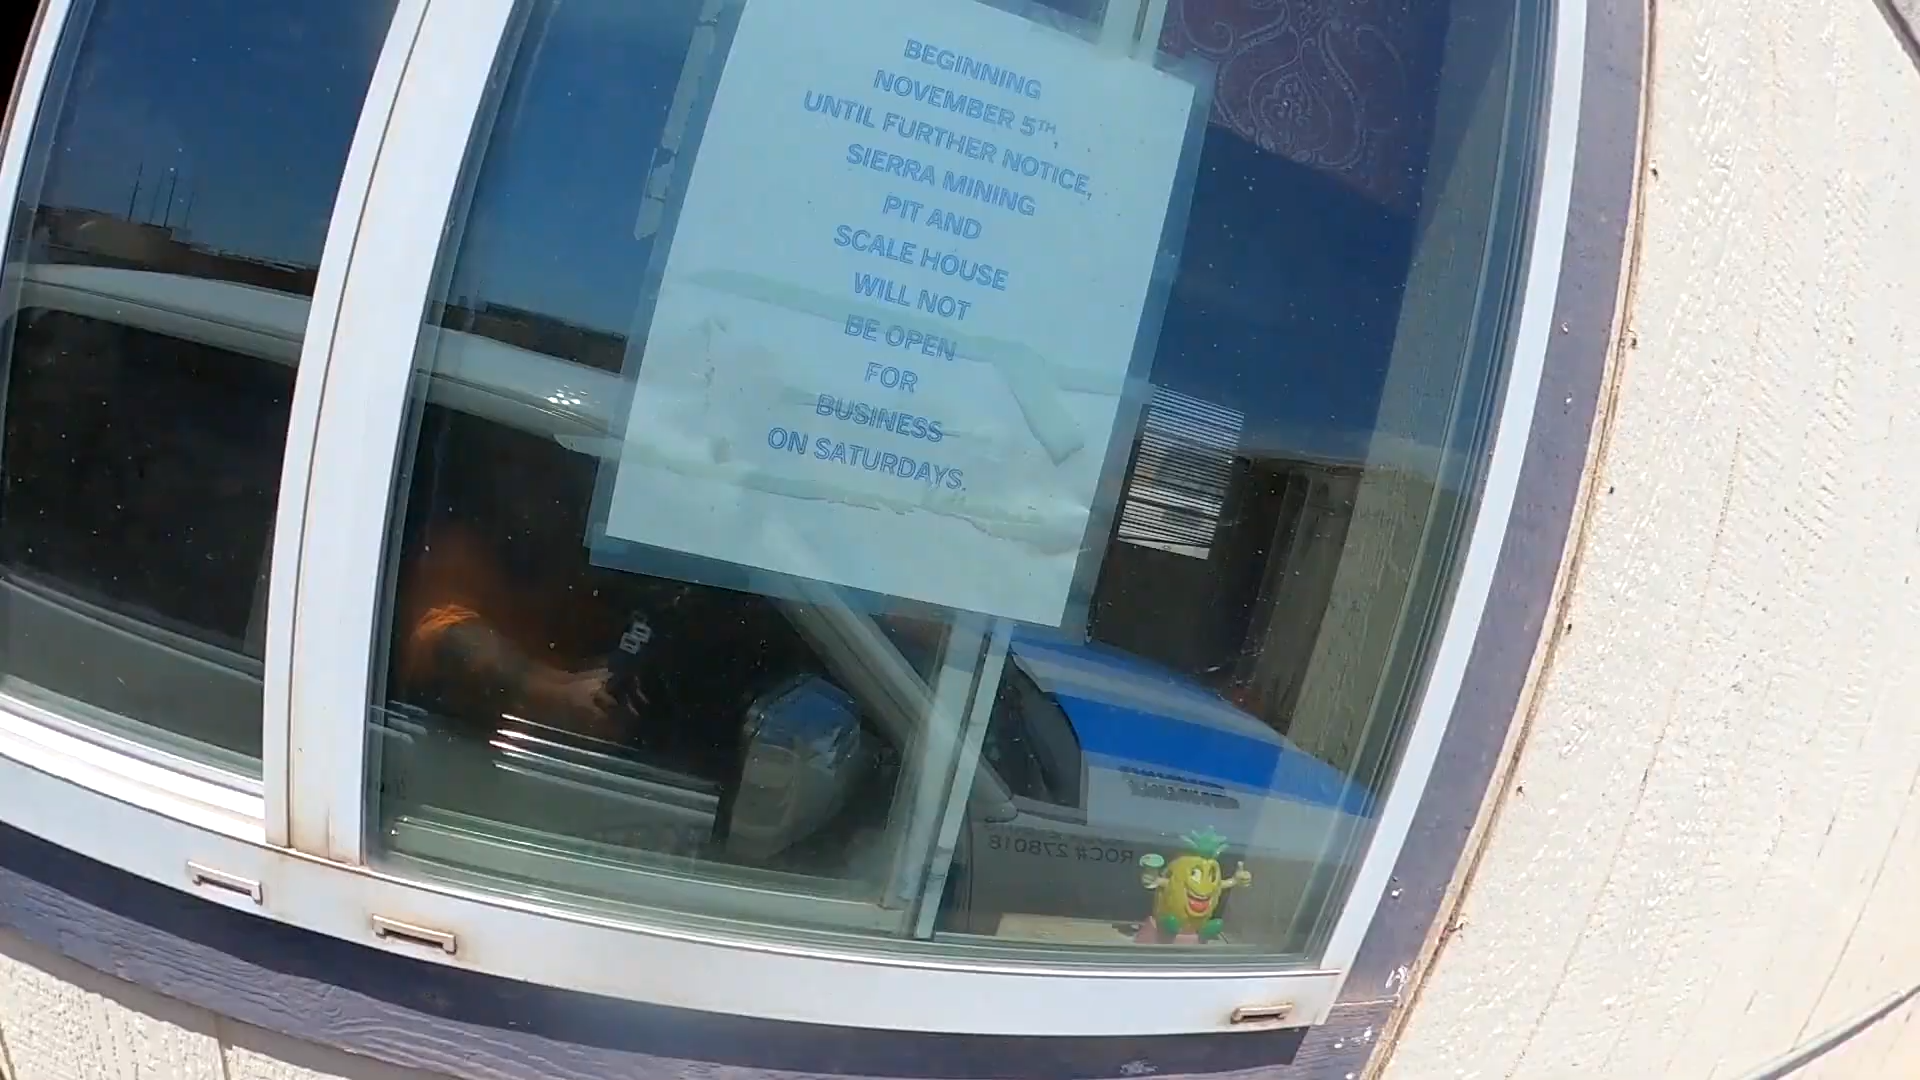 BEGINNING
NOVEMBER 5TH,
UNTIL FURTHER NOTICE,
SIERRA MINING
PIT AND
SCALE HOUSE
WILL NOT
BE OPEN
FOR
BUSINESS
ON SATURDAYS.
ROC# 278018